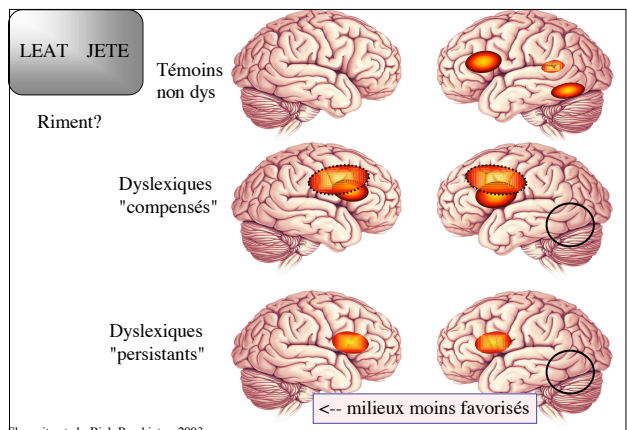 LEAT JETE
Riment?
Témoins
non dys
Dyslexiques
"compensés"
Dyslexiques
"persistants"
<-- milieux moins favorisés